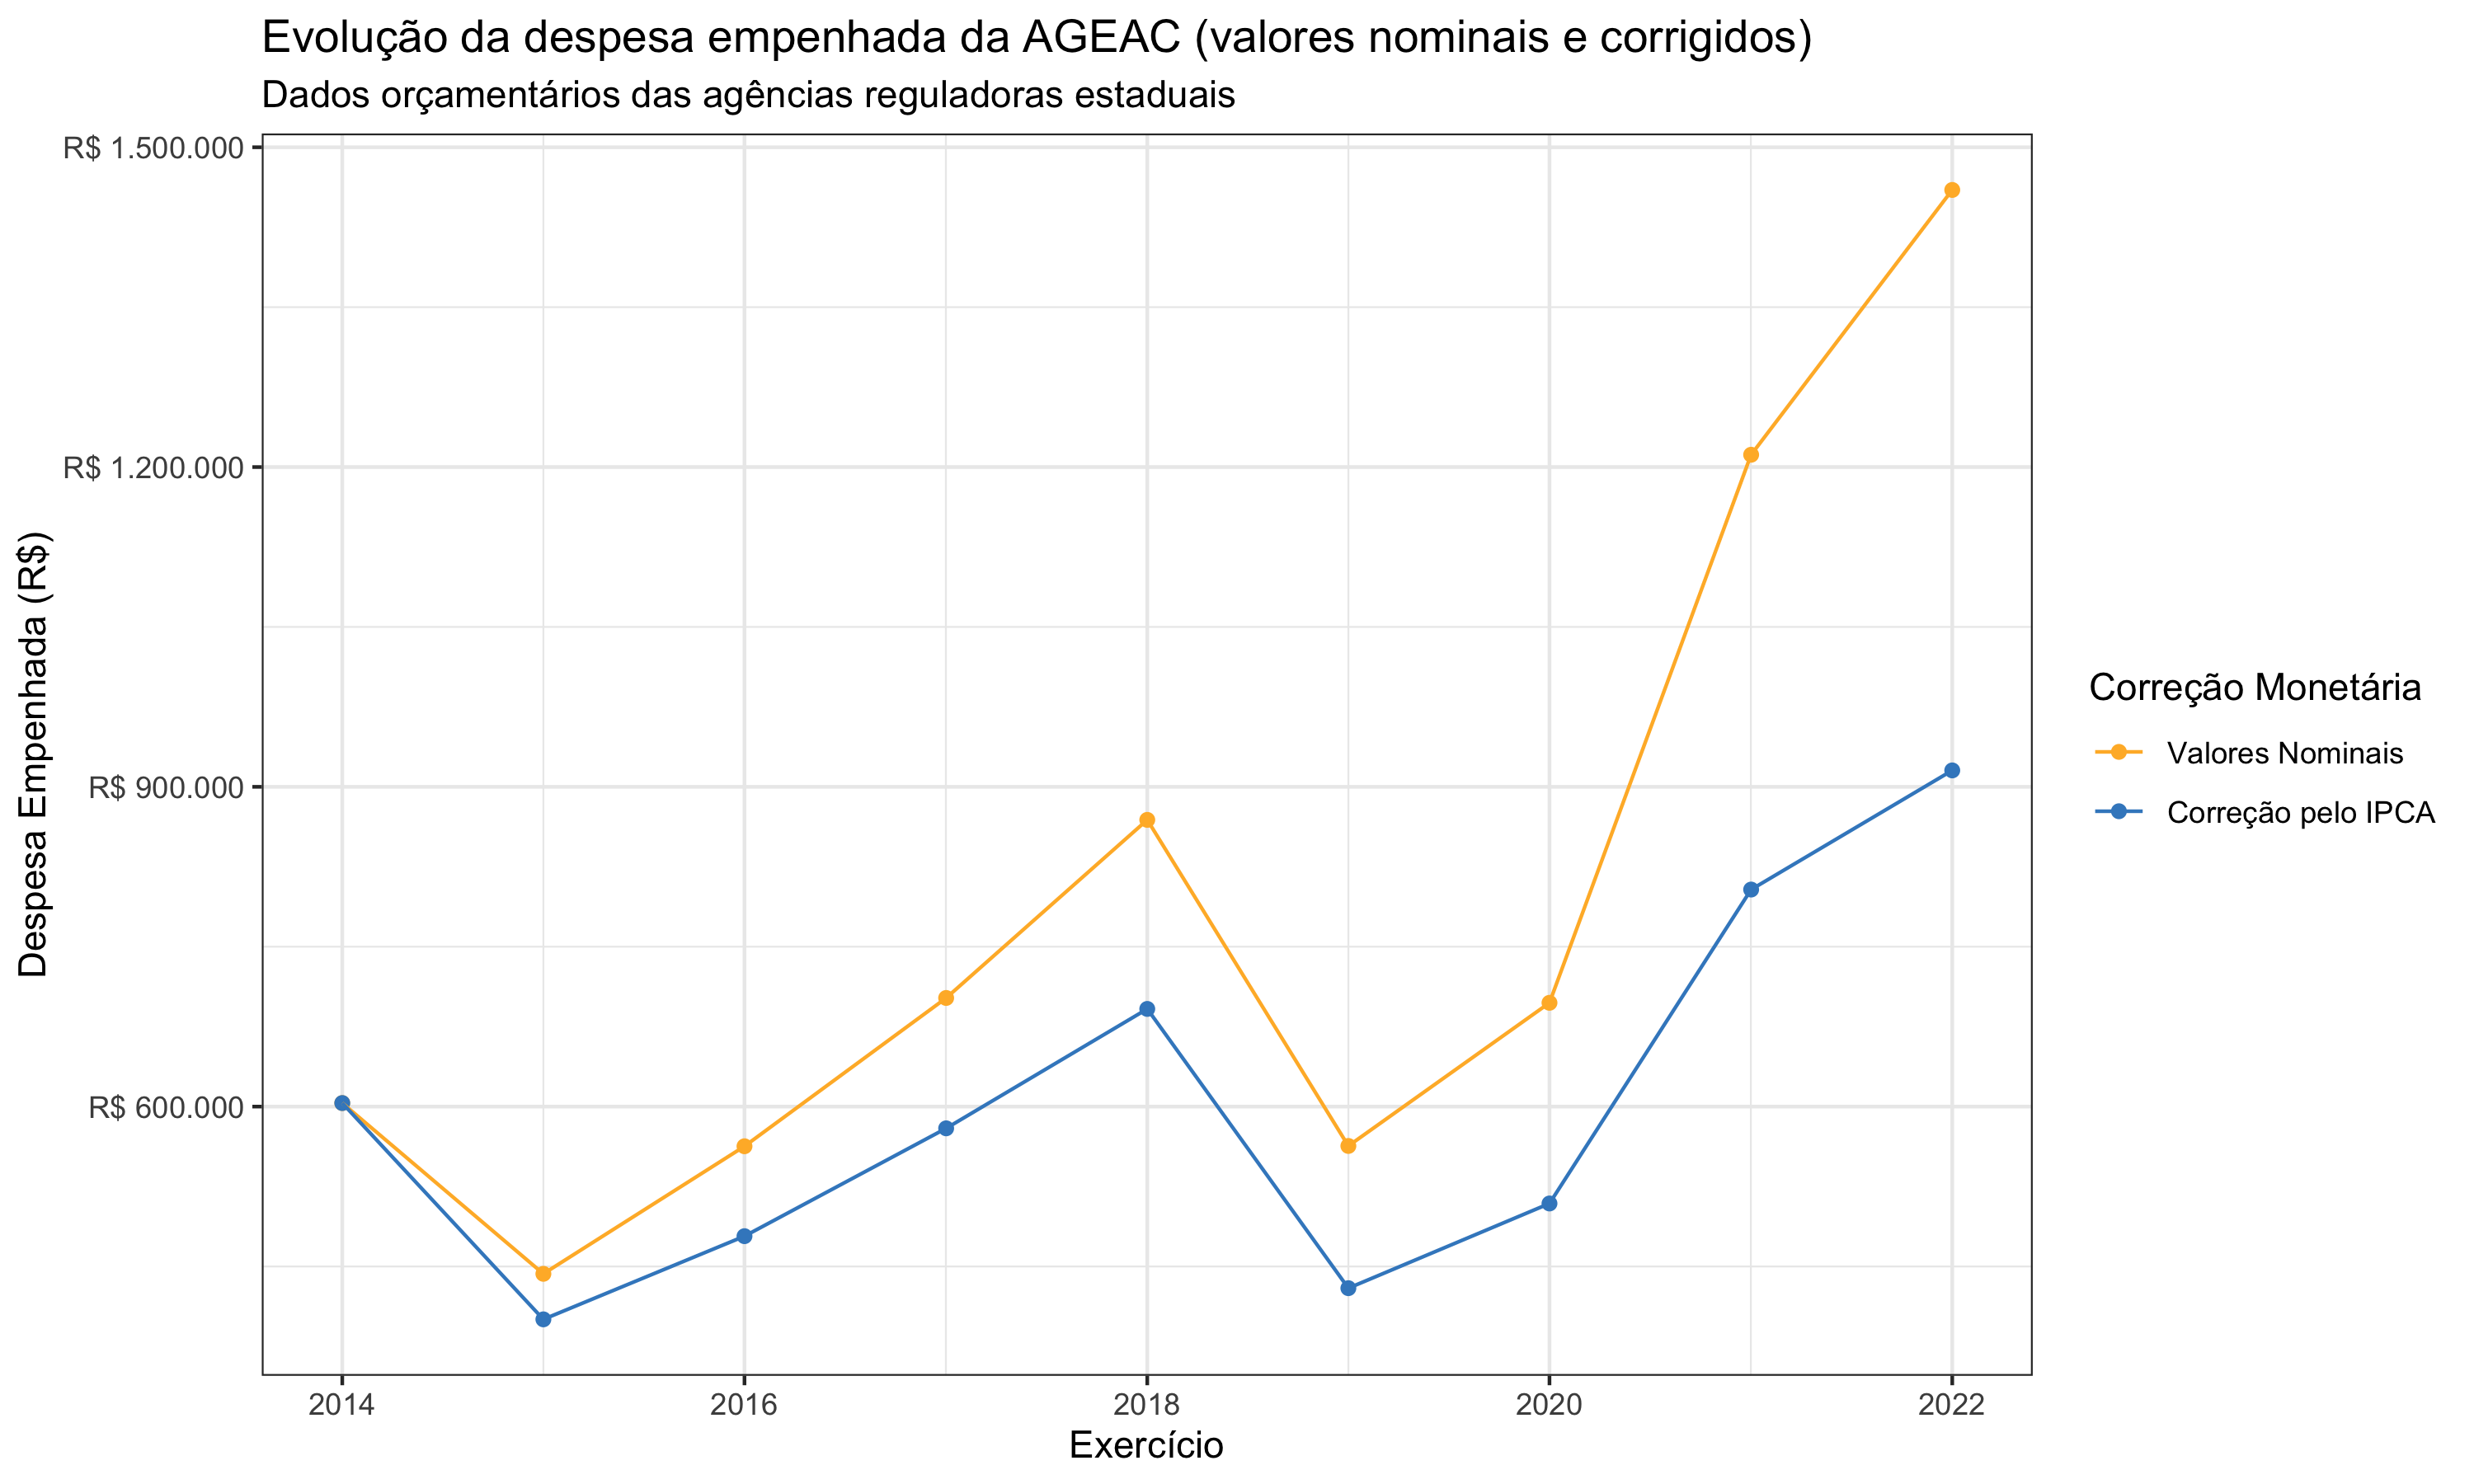 Evolução da despesa empenhada da AGEAC (valores nominais e corrigidos)
Dados orçamentários das agências reguladoras estaduais
R$ 1.500.000
R$ 1.200.000
R$ 900.000
R$ 600.000
Despesa Empenhada (R$)
2014
2016
2018
2020
2022
Exercício
Correção Monetária
Valores Nominais
Correção pelo IPCA